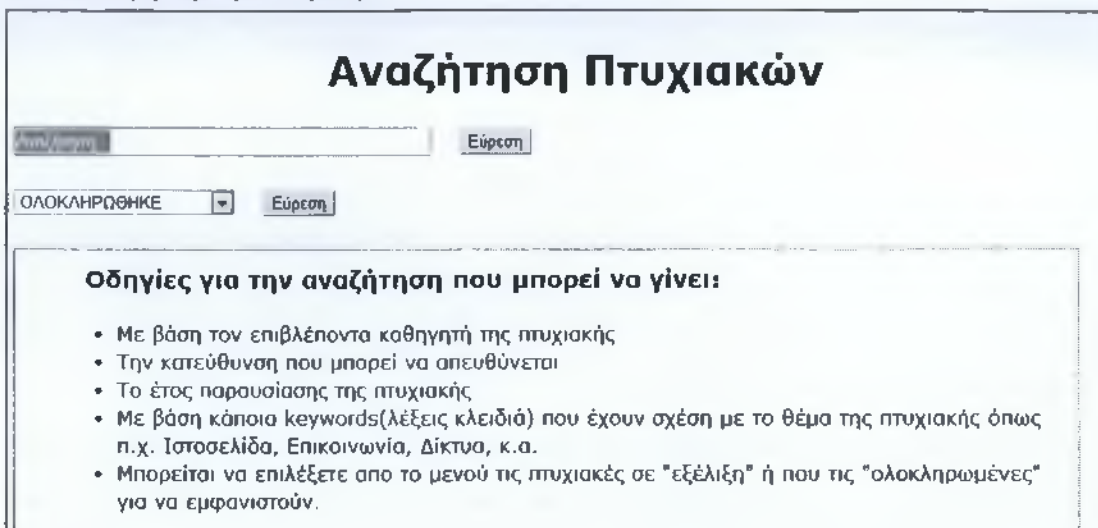 Αναζήτηση Πτυχιακών
Εύρεση
ΟΛΟΚΛΗΡΩΘΗΚΕ Εύρεση
Οδηγίες για την αναζήτηση που μπορεί να γίνει:
• Με βάση τον επιβλέποντα καθηγητή της πτυχιακής
• Την κατεύθυνση που μπορεί να απευθύνεται
• Το έτος παρουσίασης της πτυχιακής
• Με βάση κάποια keywords(λέξεις κλειδιά) που έχουν σχέση με το θέμα της πτυχιακής όπως
π.χ. Ιστοσελίδα, Επικοινωνία, Δίκτυα, κ.α.
• Μπορείται να επιλέξετε απο το μενού τις πτυχιακές σε "εξέλιξη" ή που τις "ολοκληρωμένες"
για να εμφανιστούν.